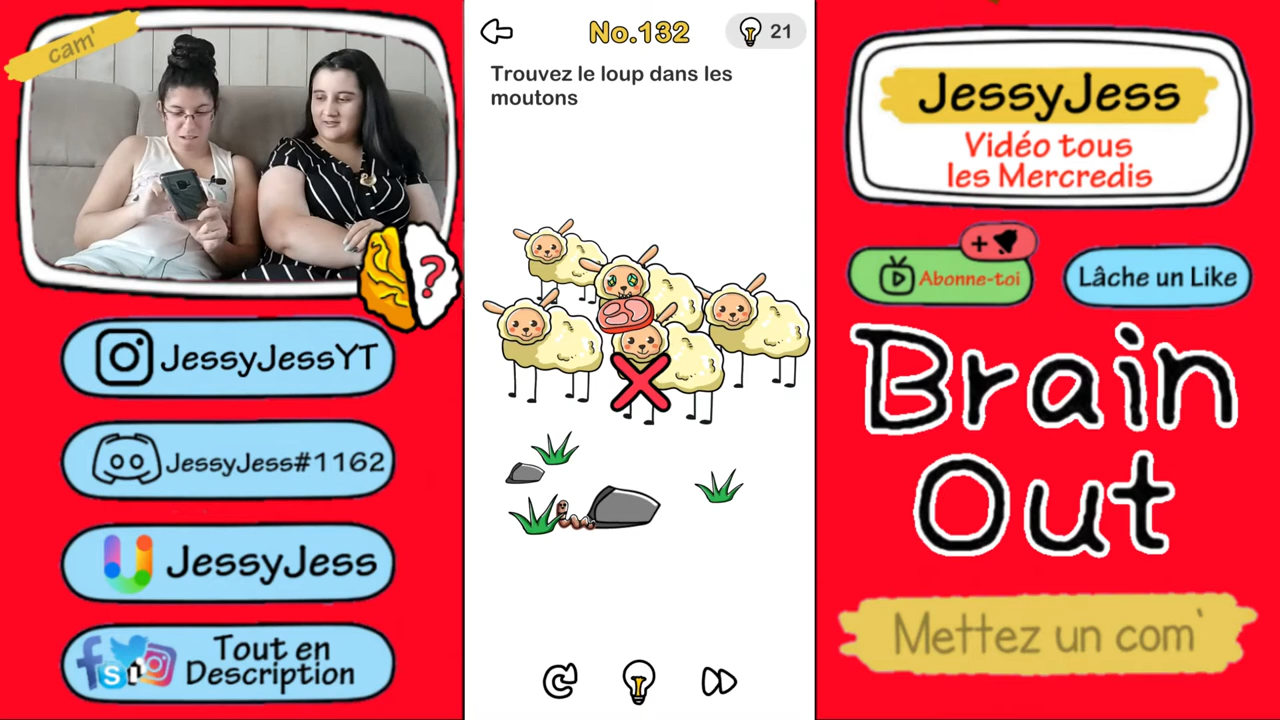 cam'
JessyJessYT
JessyJess#1162
JessyJess
Tout en
Description
No.132
21
Trouvez le loup dans les
moutons
?
JessyJess
Vidéo tous
les Mercredis
+
Abonne-toi
Lâche un Like
Brain
Out
Mettez un com'